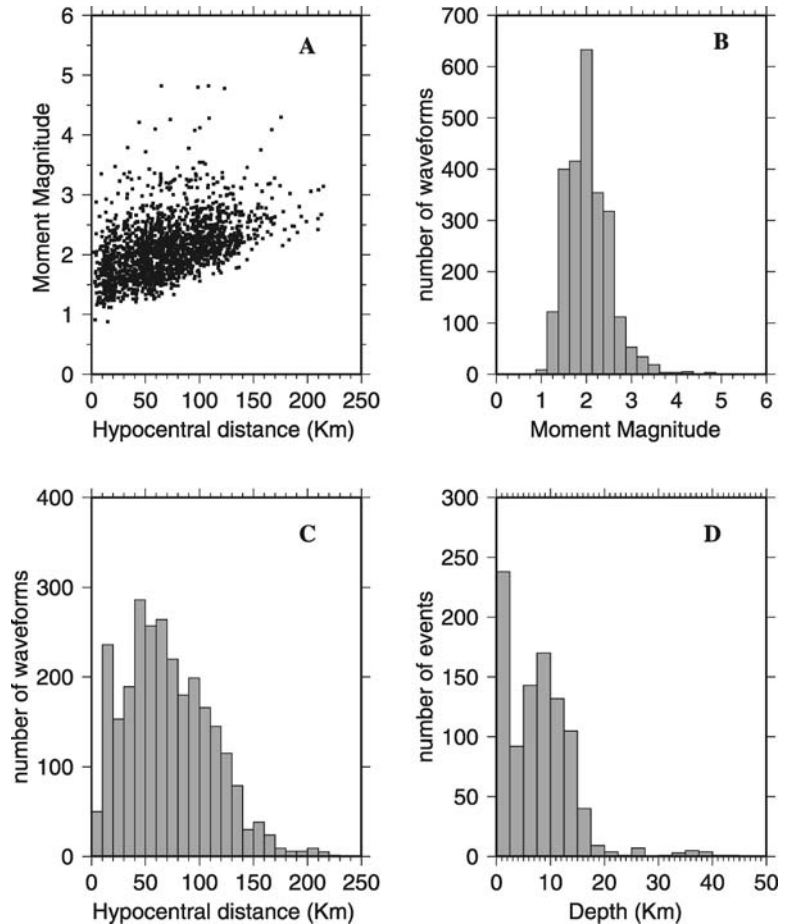 A
6
5
4
3
2
1
0
Moment Magnitude
0 50 100 150 200 250
Hypocentral distance (Km)
B
700
600
500
400
300
200
100
0
number of waveforms
0 1 2 3 4 5 6
Moment Magnitude
C
400
300
200
100
0
number of waveforms
0 50 100 150 200 250
Hypocentral distance (Km)
D
300
250
200
150
100
50
0
number of events
0 10 20 30 40 50
Depth (Km)